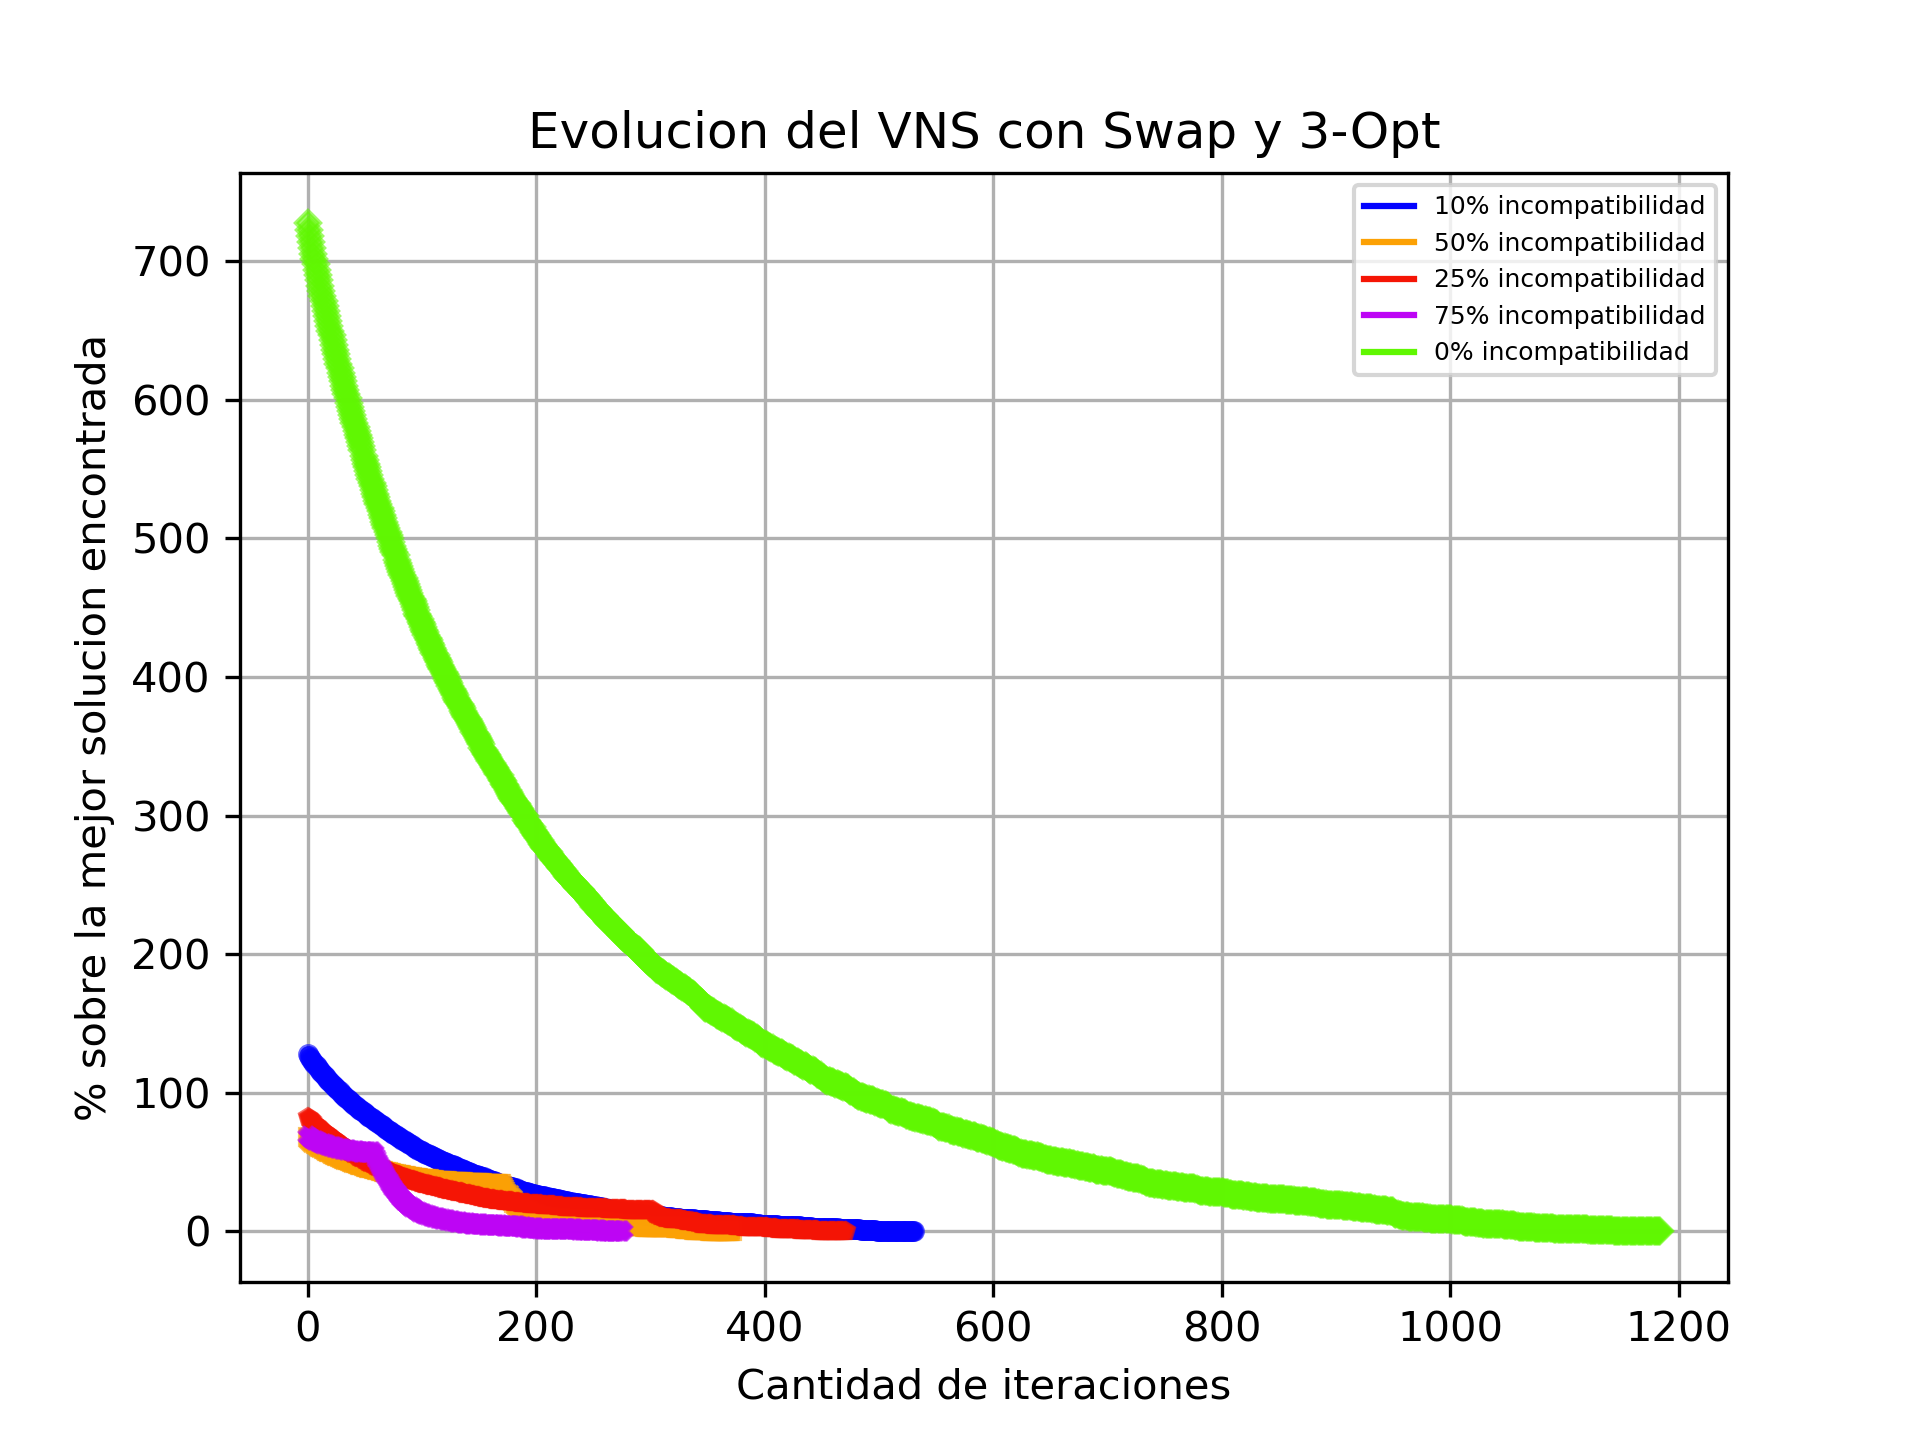 Evolucion del VNS con Swap y 3-Opt
10% incompatibilidad
50% incompatibilidad
25% incompatibilidad
75% incompatibilidad
0% incompatibilidad
% sobre la mejor solucion encontrada
700
600
500
400
300
200
100
0
0 200 400 600 800 1000 1200
Cantidad de iteraciones